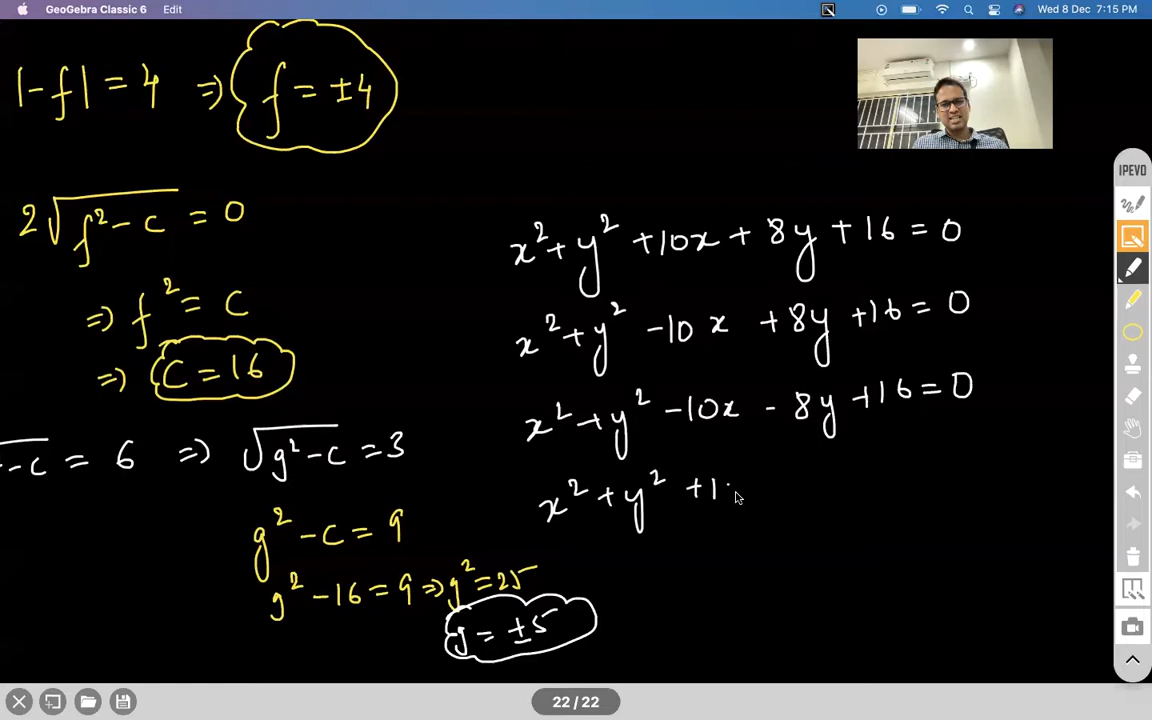 GeoGebra Classic 6 Edit Wed 8 Dec 7:15 PM
|-f| = 4 ⇒ f = ±4
2√(f² - c) = 0
⇒ f² = c
⇒ c = 16
- c = 6 ⇒ √(g² - c) = 3
g² - c = 9
g² - 16 = 9 ⇒ g² = 25
g = ±5
x² + y² + 10x + 8y + 16 = 0
x² + y² - 10x + 8y + 16 = 0
x² + y² - 10x - 8y + 16 = 0
x² + y² + 1
IPEVO
22 / 22